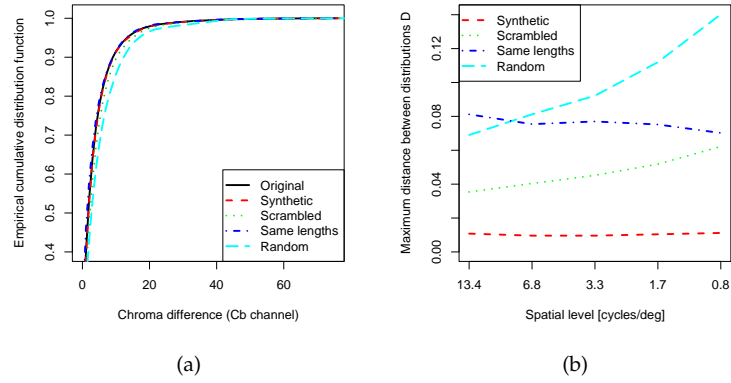 Empirical cumulative distribution function
1.0
0.9
0.8
0.7
0.6
0.5
0.4
Original
Synthetic
Scrambled
Same lengths
Random
0 20 40 60
Chroma difference (Cb channel)
(a)
Maximum distance between distributions D
0.12
0.08
0.04
0.00
Synthetic
Scrambled
Same lengths
Random
13.4 6.8 3.3 1.7 0.8
Spatial level [cycles/deg]
(b)